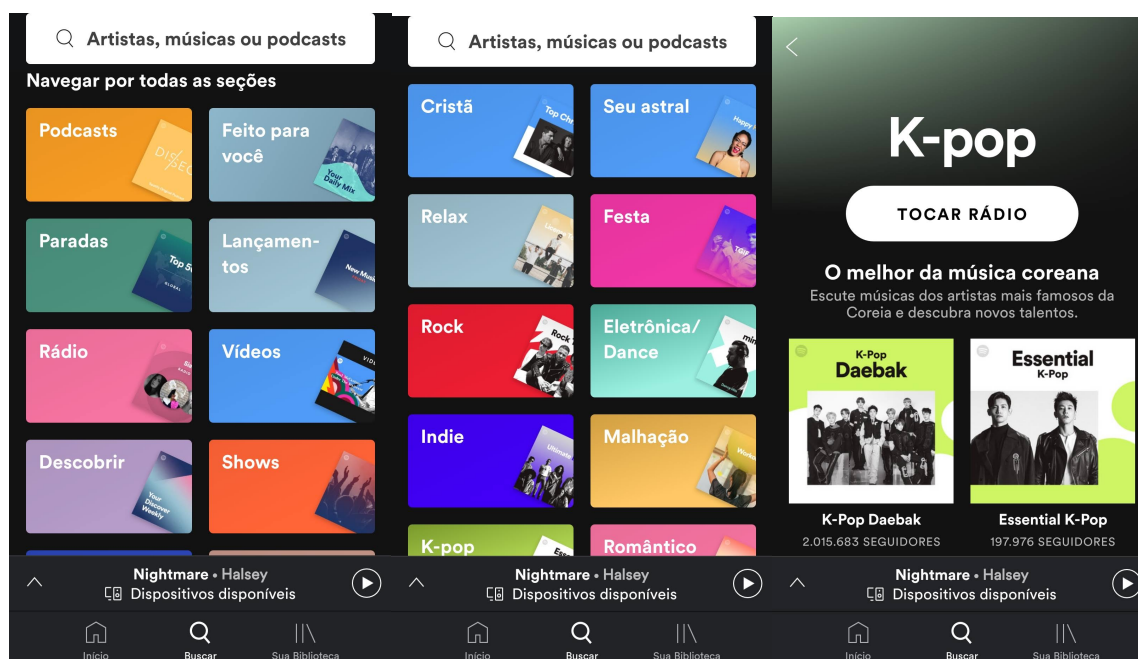 Artistas, músicas ou podcasts
Navegar por todas as seções
Podcasts
Feito para
você
Your
Daily Mix
Paradas
GLOBAL
Lançamen-
tos
Rádio
Vídeos
Descobrir
Your
Discover
Weekly
Shows
Nightmare • Halsey
Dispositivos disponíveis
Início
Buscar
Sua Biblioteca
Artistas, músicas ou podcasts
Cristã
Seu astral
Relax
Festa
Rock
Eletrônica/
Dance
Indie
Malhação
K-pop
Romântico
Nightmare • Halsey
Dispositivos disponíveis
Início
Buscar
Sua Biblioteca
K-pop
TOCAR RÁDIO
O melhor da música coreana
Escute músicas dos artistas mais famosos da
Coreia e descubra novos talentos.
K-Pop
Daebak
Essential
K-Pop
K-Pop Daebak
2.015.683 SEGUIDORES
Essential K-Pop
197.976 SEGUIDORES
Nightmare • Halsey
Dispositivos disponíveis
Início
Buscar
Sua Biblioteca